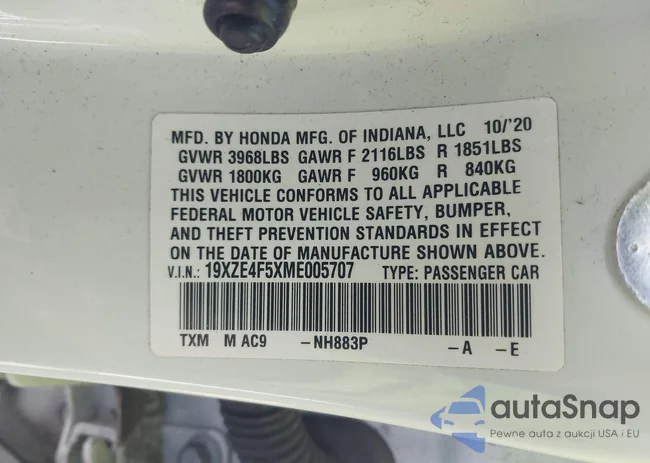 MFD. BY HONDA MFG. OF INDIANA, LLC 10/'20
GVWR 3968LBS GAWR F 2116LBS R 1851LBS
GVWR 1800KG GAWR F 960KG R 840KG
THIS VEHICLE CONFORMS TO ALL APPLICABLE
FEDERAL MOTOR VEHICLE SAFETY, BUMPER,
AND THEFT PREVENTION STANDARDS IN EFFECT
ON THE DATE OF MANUFACTURE SHOWN ABOVE.
V.I.N.: 19XZE4F5XME005707 TYPE: PASSENGER CAR
TXM M AC9 -NH883P -A -E
autaSnap
Pewne auta z aukcji USA i EU